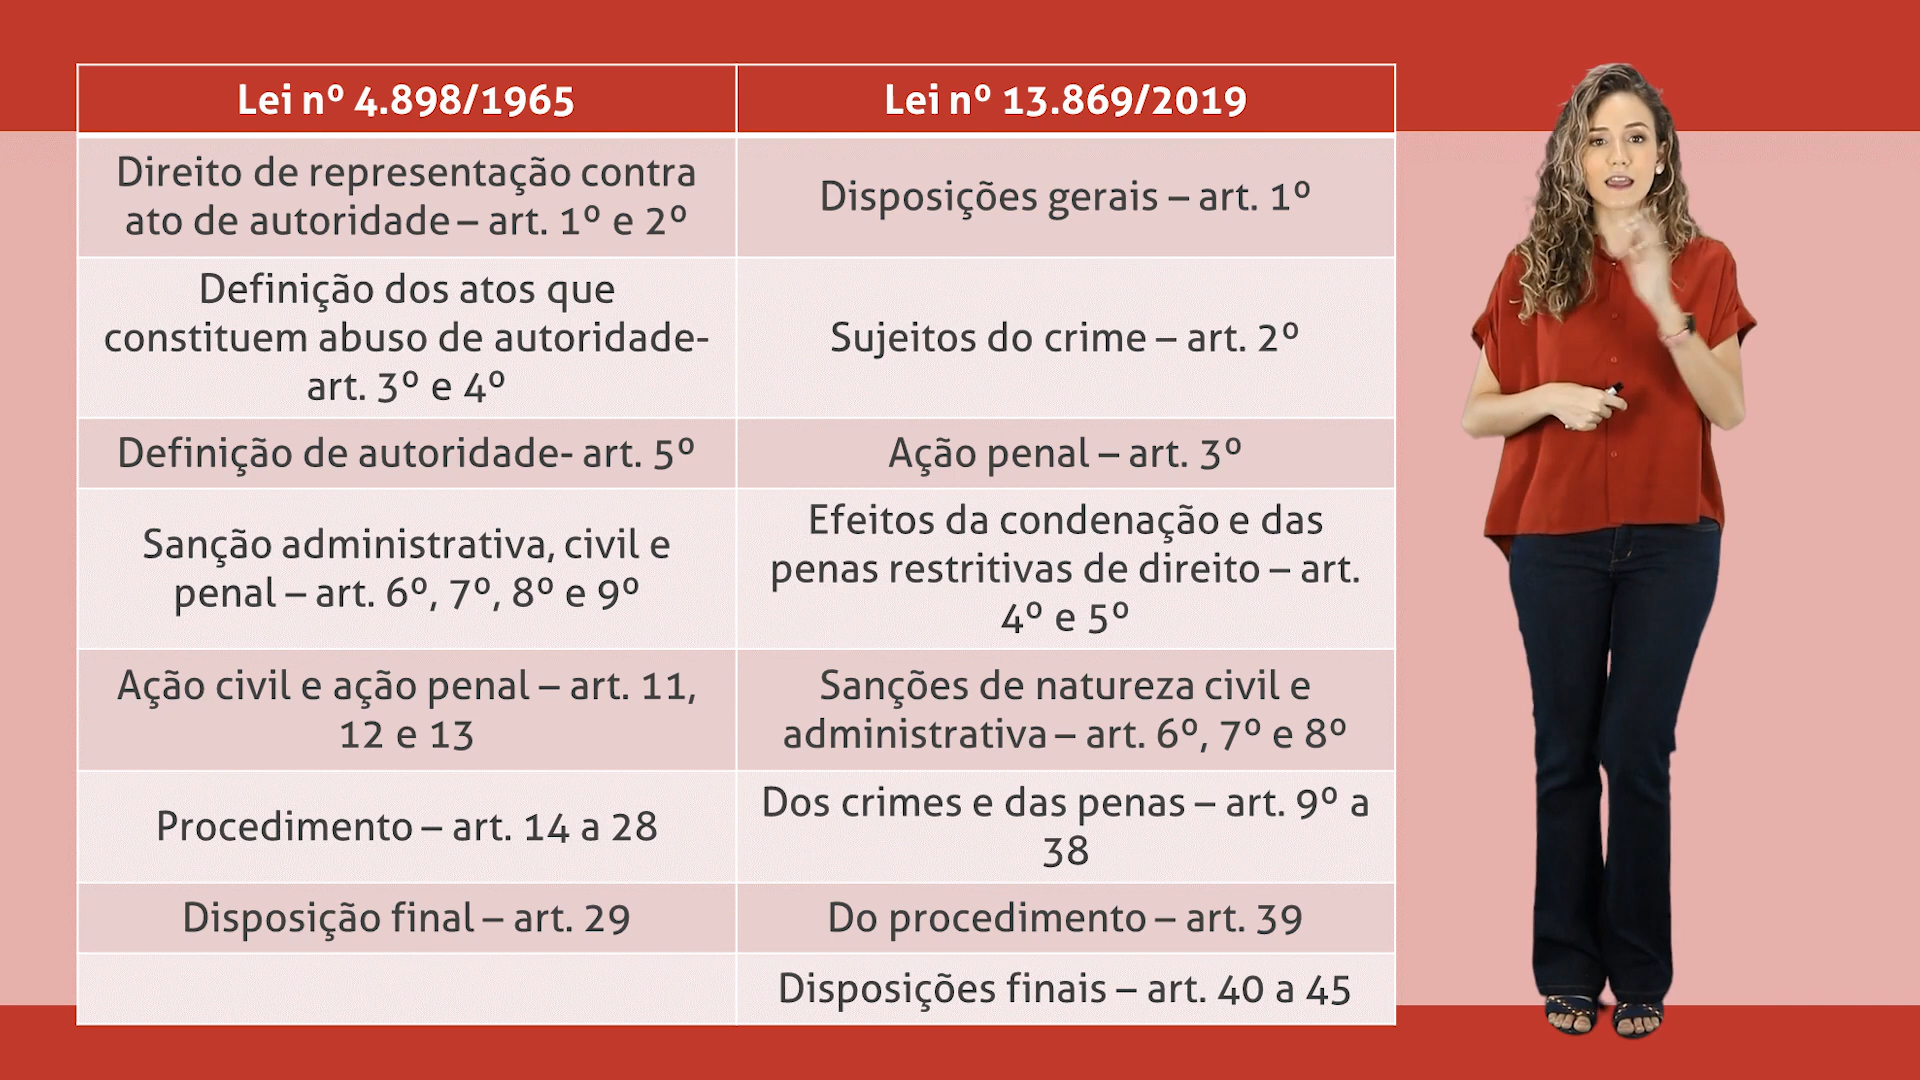 Lei nº 4.898/1965
Lei nº 13.869/2019
Direito de representação contra
ato de autoridade – art. 1º e 2º
Disposições gerais – art. 1º
Definição dos atos que
constituem abuso de autoridade-
art. 3º e 4º
Sujeitos do crime – art. 2º
Definição de autoridade- art. 5º
Ação penal – art. 3º
Sanção administrativa, civil e
penal – art. 6º, 7º, 8º e 9º
Efeitos da condenação e das
penas restritivas de direito – art.
4º e 5º
Ação civil e ação penal – art. 11,
12 e 13
Sanções de natureza civil e
administrativa – art. 6º, 7º e 8º
Procedimento – art. 14 a 28
Dos crimes e das penas – art. 9º a
38
Disposição final – art. 29
Do procedimento – art. 39
Disposições finais – art. 40 a 45